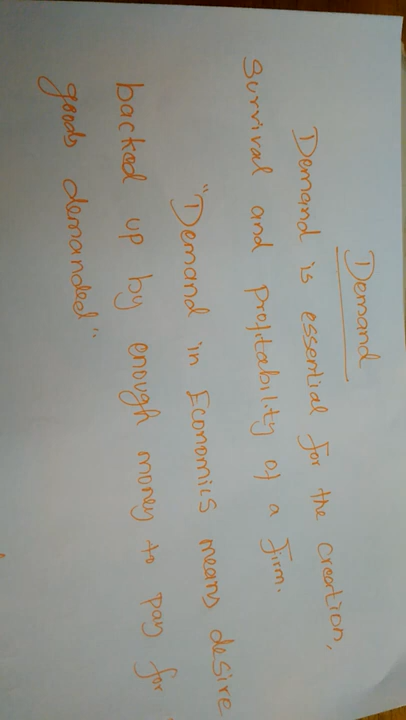 Demand
Demand is essential for the creation,
survival and profitability of a firm.
"Demand in Economics means desire
backed up by enough money to pay for
goods demanded".